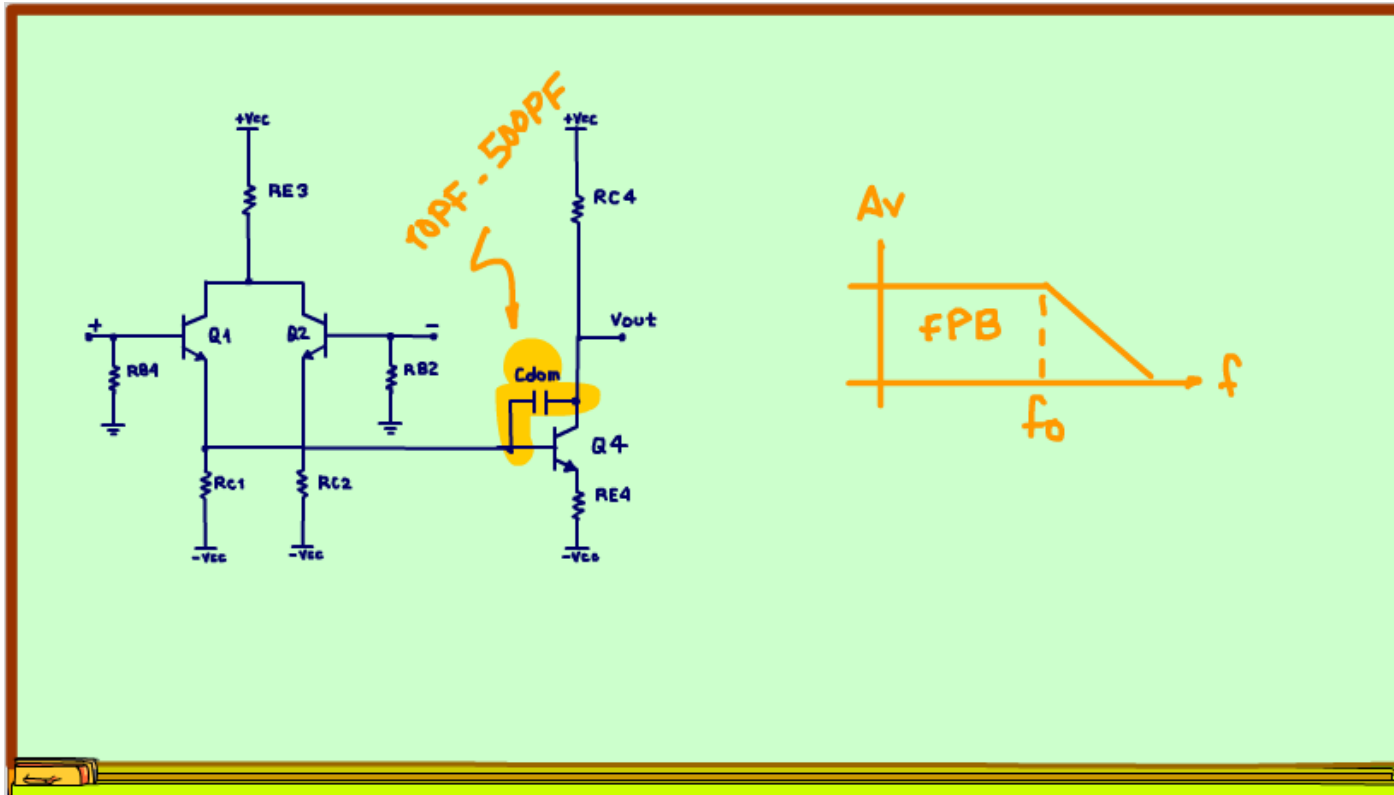 +Vcc
+Vcc
10PF - 500PF
RE3
RC4
Av
+
Q1
Q2
-
Vout
RB1
RB2
FPB
Cdom
f
fo
Q4
RC1
RC2
RE4
-Vcc
-Vcc
-Vcc